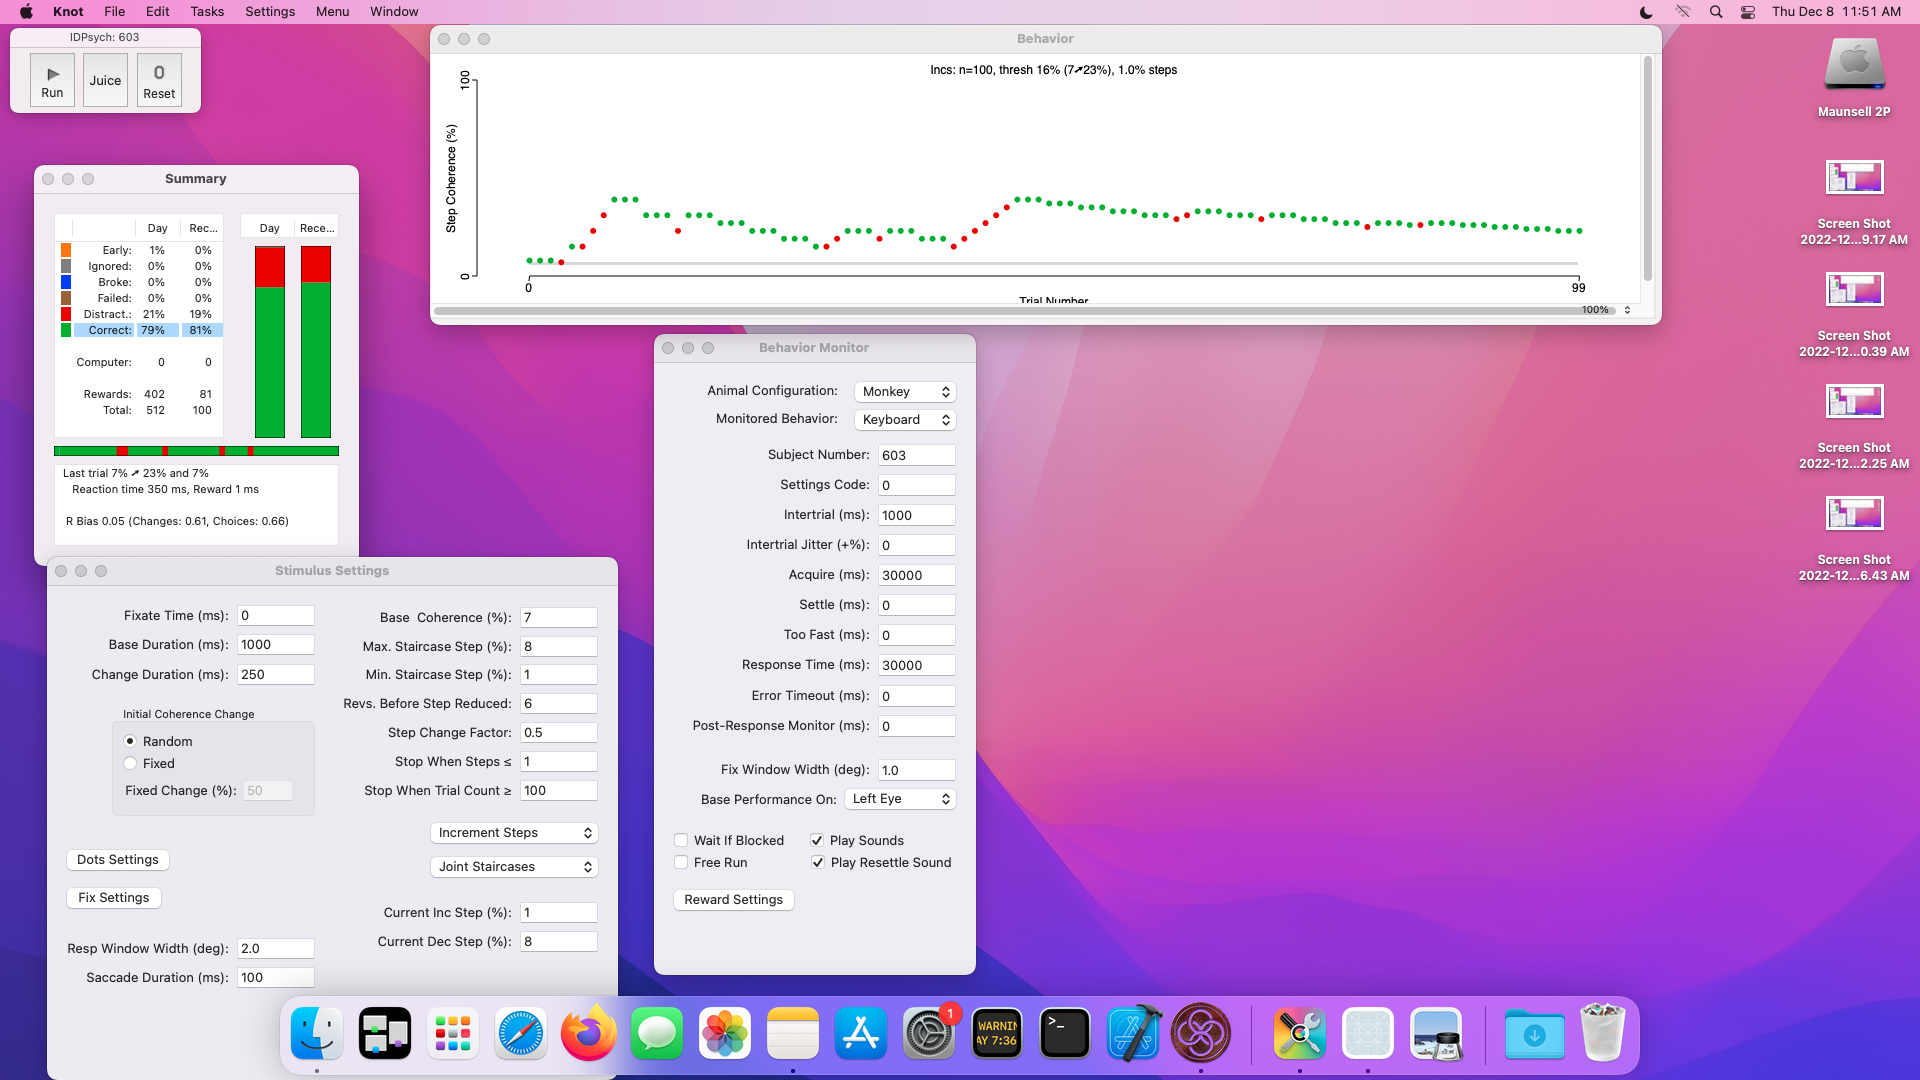 Knot File Edit Tasks Settings Menu Window
Thu Dec 8 11:51 AM
IDPsych: 603
Run
Juice
0
Reset
Summary
Day Rec...
Early: 1% 0%
Ignored: 0% 0%
Broke: 0% 0%
Failed: 0% 0%
Distract.: 21% 19%
Correct: 79% 81%
Computer: 0 0
Rewards: 402 81
Total: 512 100
Day Rece...
Last trial 7% ➚ 23% and 7%
Reaction time 350 ms, Reward 1 ms
R Bias 0.05 (Changes: 0.61, Choices: 0.66)
Behavior
Incs: n=100, thresh 16% (7➚23%), 1.0% steps
Step Coherence (%)
100
0
0
99
Trial Number
100%
Stimulus Settings
Fixate Time (ms): 0
Base Duration (ms): 1000
Change Duration (ms): 250
Initial Coherence Change
Random
Fixed
Fixed Change (%): 50
Dots Settings
Fix Settings
Resp Window Width (deg): 2.0
Saccade Duration (ms): 100
Base Coherence (%): 7
Max. Staircase Step (%): 8
Min. Staircase Step (%): 1
Revs. Before Step Reduced: 6
Step Change Factor: 0.5
Stop When Steps ≤ 1
Stop When Trial Count ≥ 100
Increment Steps
Joint Staircases
Current Inc Step (%): 1
Current Dec Step (%): 8
Behavior Monitor
Animal Configuration: Monkey
Monitored Behavior: Keyboard
Subject Number: 603
Settings Code: 0
Intertrial (ms): 1000
Intertrial Jitter (+%): 0
Acquire (ms): 30000
Settle (ms): 0
Too Fast (ms): 0
Response Time (ms): 30000
Error Timeout (ms): 0
Post-Response Monitor (ms): 0
Fix Window Width (deg): 1.0
Base Performance On: Left Eye
Wait If Blocked
Play Sounds
Free Run
Play Resettle Sound
Reward Settings
Maunsell 2P
Screen Shot
2022-12...9.17 AM
Screen Shot
2022-12...0.39 AM
Screen Shot
2022-12...2.25 AM
Screen Shot
2022-12...6.43 AM
1
WARNIN
AY 7:36
>_